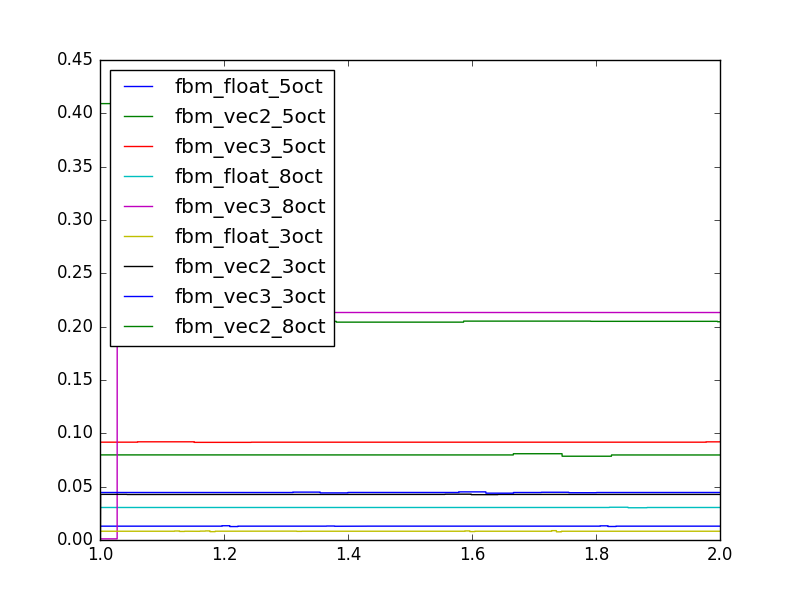 0.45
0.40
0.35
0.30
0.25
0.20
0.15
0.10
0.05
0.00
fbm_float_5oct
fbm_vec2_5oct
fbm_vec3_5oct
fbm_float_8oct
fbm_vec3_8oct
fbm_float_3oct
fbm_vec2_3oct
fbm_vec3_3oct
fbm_vec2_8oct
1.0 1.2 1.4 1.6 1.8 2.0